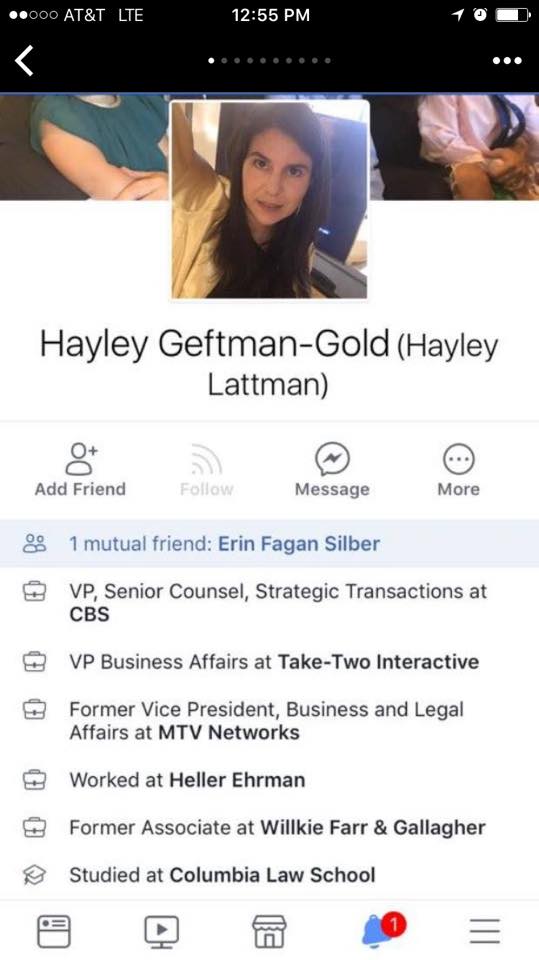 AT&T LTE 12:55 PM
Hayley Geftman-Gold (Hayley
Lattman)
Add Friend Follow Message More
1 mutual friend: Erin Fagan Silber
VP, Senior Counsel, Strategic Transactions at
CBS
VP Business Affairs at Take-Two Interactive
Former Vice President, Business and Legal
Affairs at MTV Networks
Worked at Heller Ehrman
Former Associate at Willkie Farr & Gallagher
Studied at Columbia Law School
1